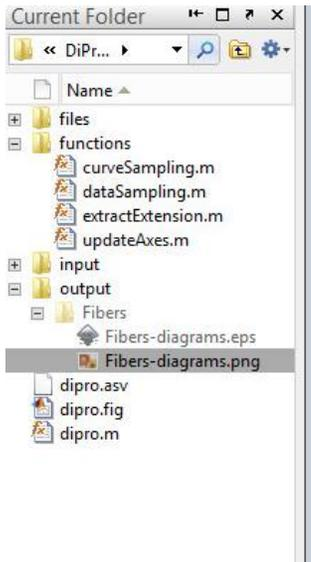 Current Folder
« DiPr...
Name
files
functions
curveSampling.m
dataSampling.m
extractExtension.m
updateAxes.m
input
output
Fibers
Fibers-diagrams.eps
Fibers-diagrams.png
dipro.asv
dipro.fig
dipro.m